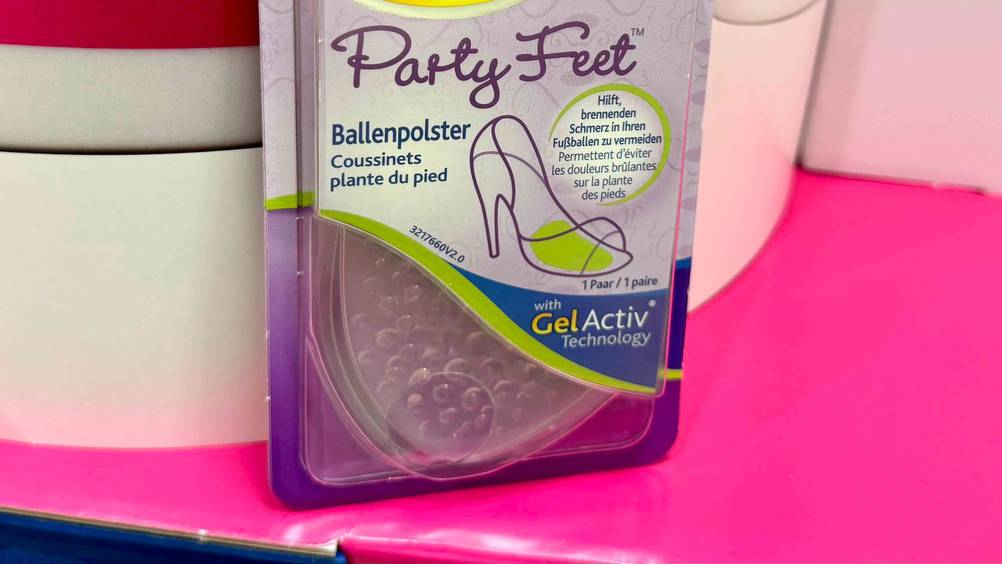 Party Feet™
Ballenpolster
Coussinets
plante du pied
Hilft,
brennenden
Schmerz in Ihren
Fußballen zu vermeiden
Permettent d'éviter
les douleurs brûlantes
sur la plante
des pieds
3217660V2.0
1 Paar / 1 paire
with
GelActiv®
Technology